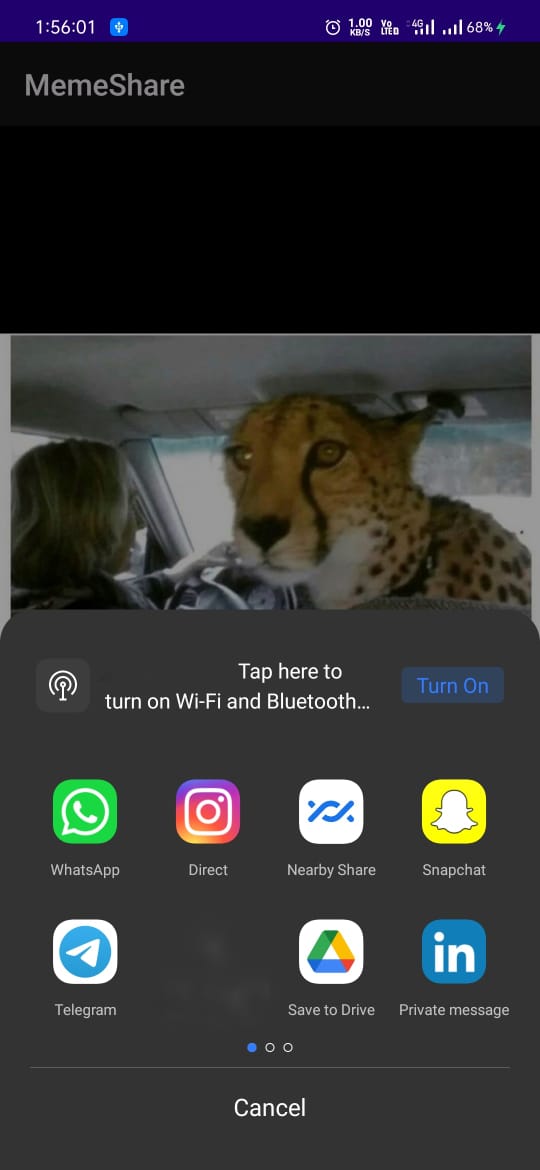 1:56:01 1.00 KB/S Vo LTE 4G 68%
MemeShare
Tap here to
turn on Wi-Fi and Bluetooth...
Turn On
WhatsApp Direct Nearby Share Snapchat
in
Telegram Save to Drive Private message
Cancel